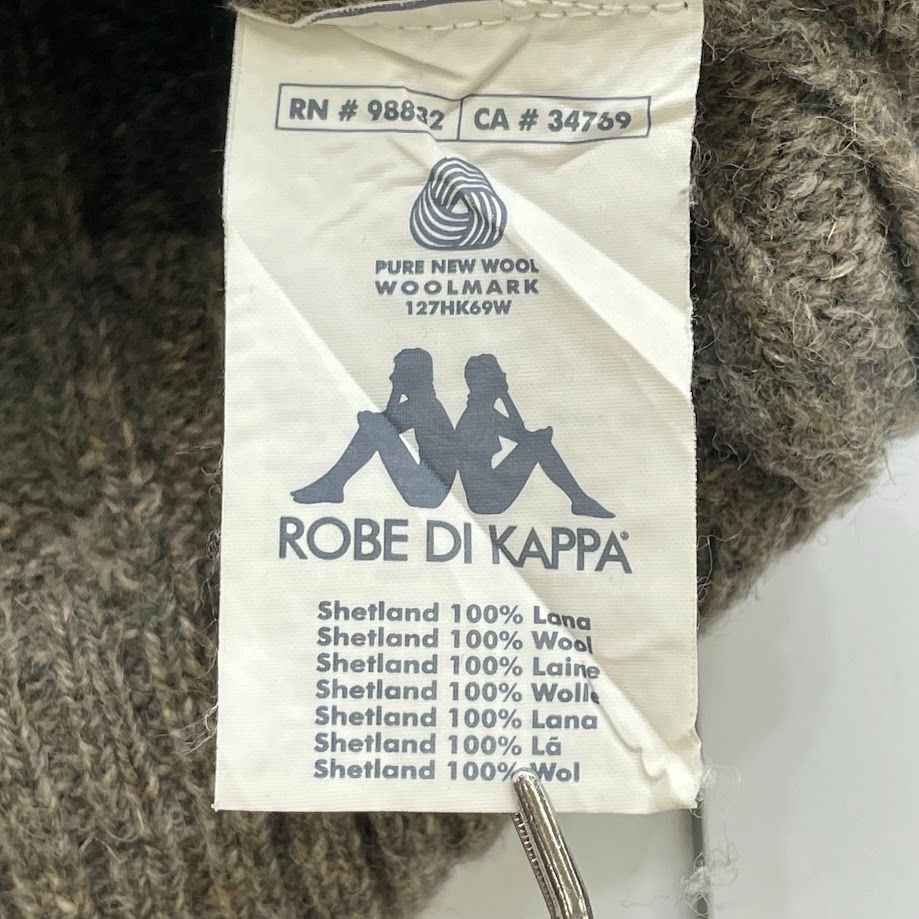 RN # 98832 CA # 34769
PURE NEW WOOL
WOOLMARK
127HK69W
ROBE DI KAPPA®
Shetland 100% Lana
Shetland 100% Wool
Shetland 100% Laine
Shetland 100% Wolle
Shetland 100% Lana
Shetland 100% Lã
Shetland 100% Wol